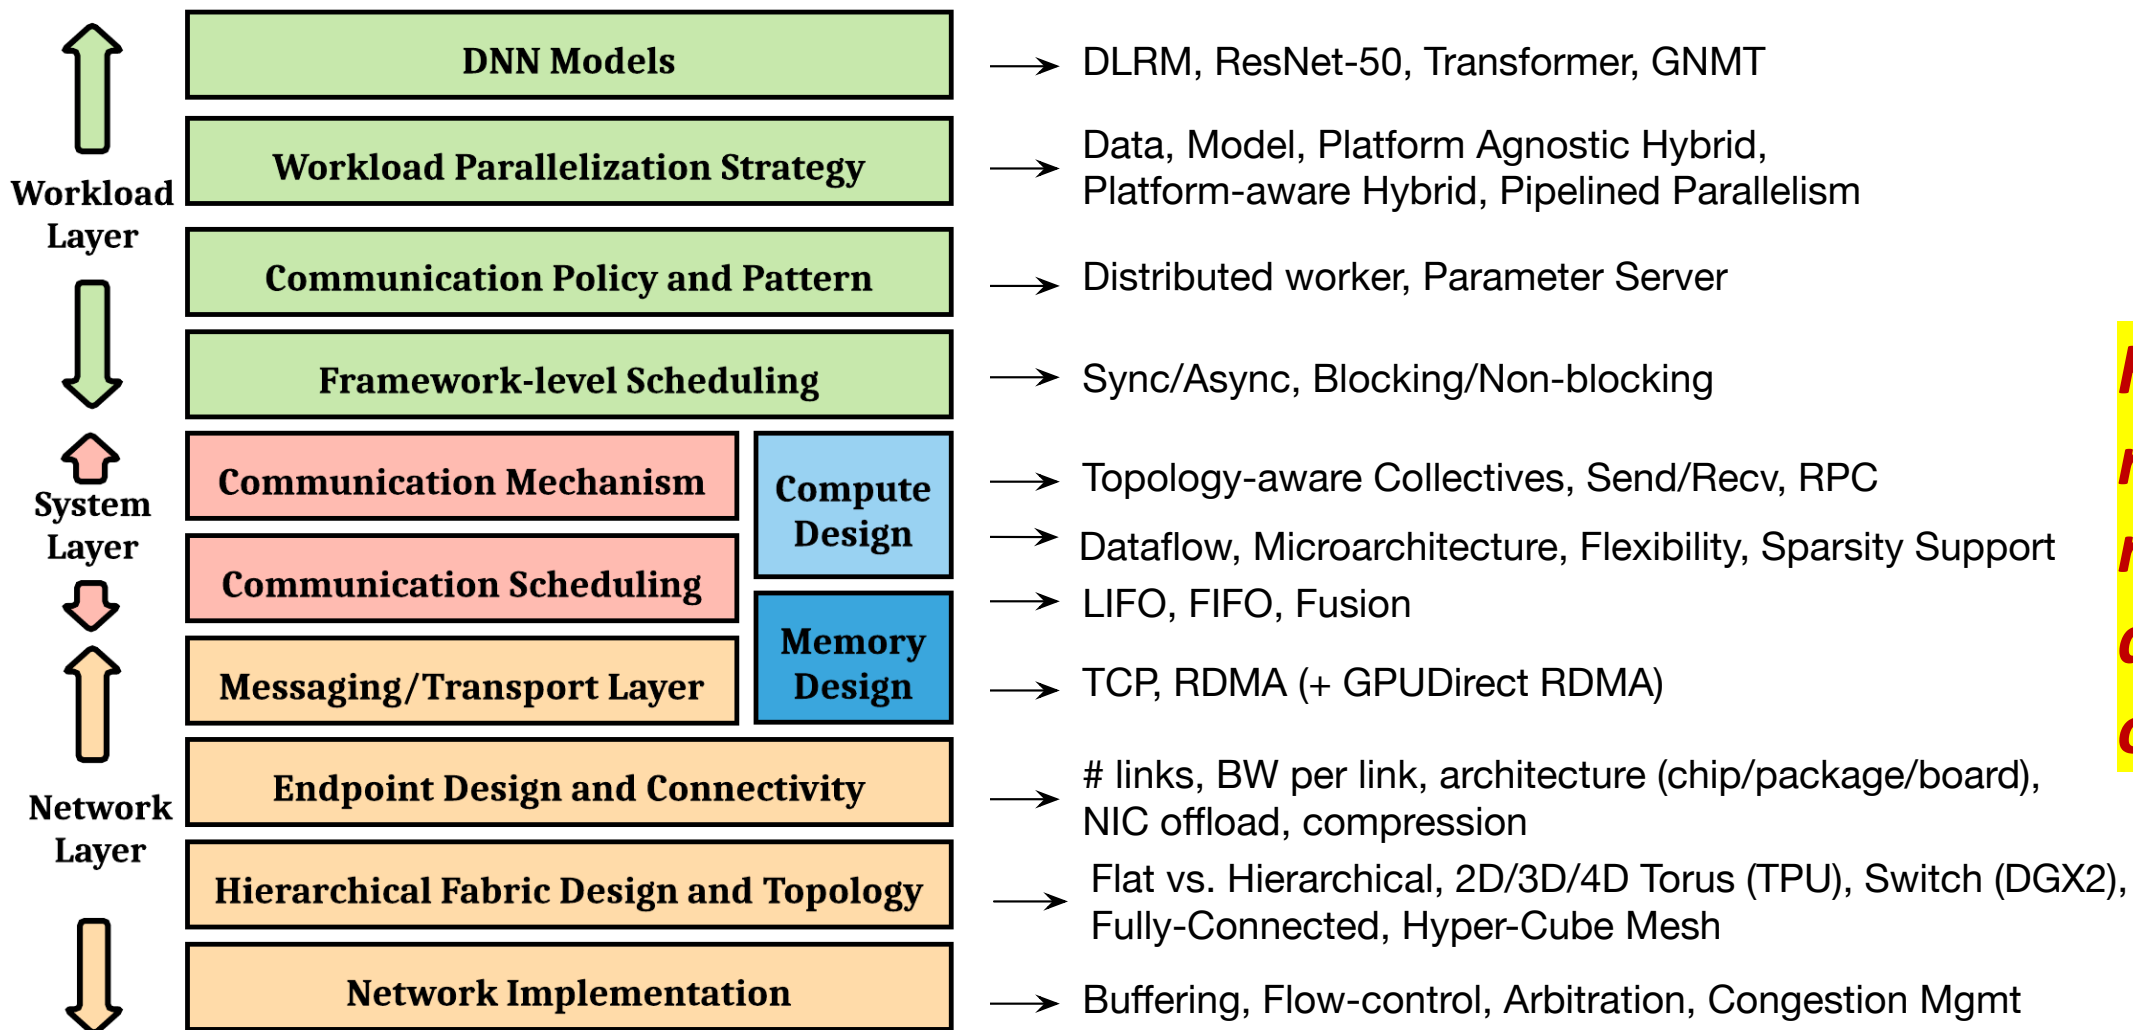 DNN Models
DLRM, ResNet-50, Transformer, GNMT
Workload Parallelization Strategy
Data, Model, Platform Agnostic Hybrid,
Platform-aware Hybrid, Pipelined Parallelism
Workload
Layer
Communication Policy and Pattern
Distributed worker, Parameter Server
Framework-level Scheduling
Sync/Async, Blocking/Non-blocking
System
Layer
Communication Mechanism
Compute
Design
Topology-aware Collectives, Send/Recv, RPC
Dataflow, Microarchitecture, Flexibility, Sparsity Support
Communication Scheduling
LIFO, FIFO, Fusion
Memory
Design
Messaging/Transport Layer
TCP, RDMA (+ GPUDirect RDMA)
Network
Layer
Endpoint Design and Connectivity
# links, BW per link, architecture (chip/package/board),
NIC offload, compression
Hierarchical Fabric Design and Topology
Flat vs. Hierarchical, 2D/3D/4D Torus (TPU), Switch (DGX2),
Fully-Connected, Hyper-Cube Mesh
Network Implementation
Buffering, Flow-control, Arbitration, Congestion Mgmt